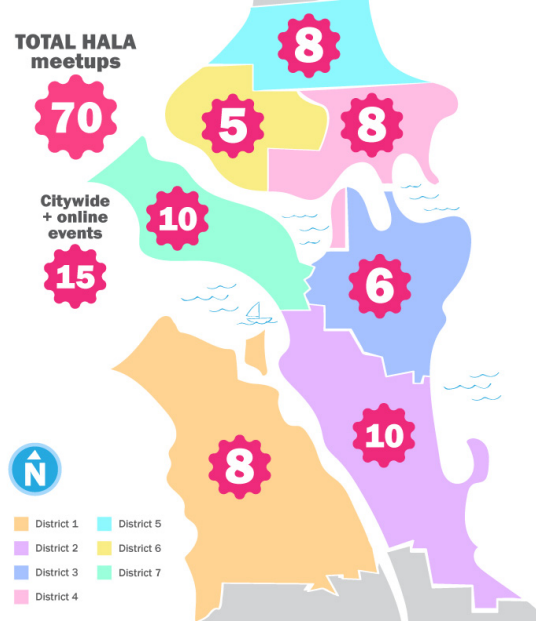 TOTAL HALA
meetups
70
Citywide
+ online
events
15
8
5
8
10
6
10
8
N
District 1
District 2
District 3
District 4
District 5
District 6
District 7